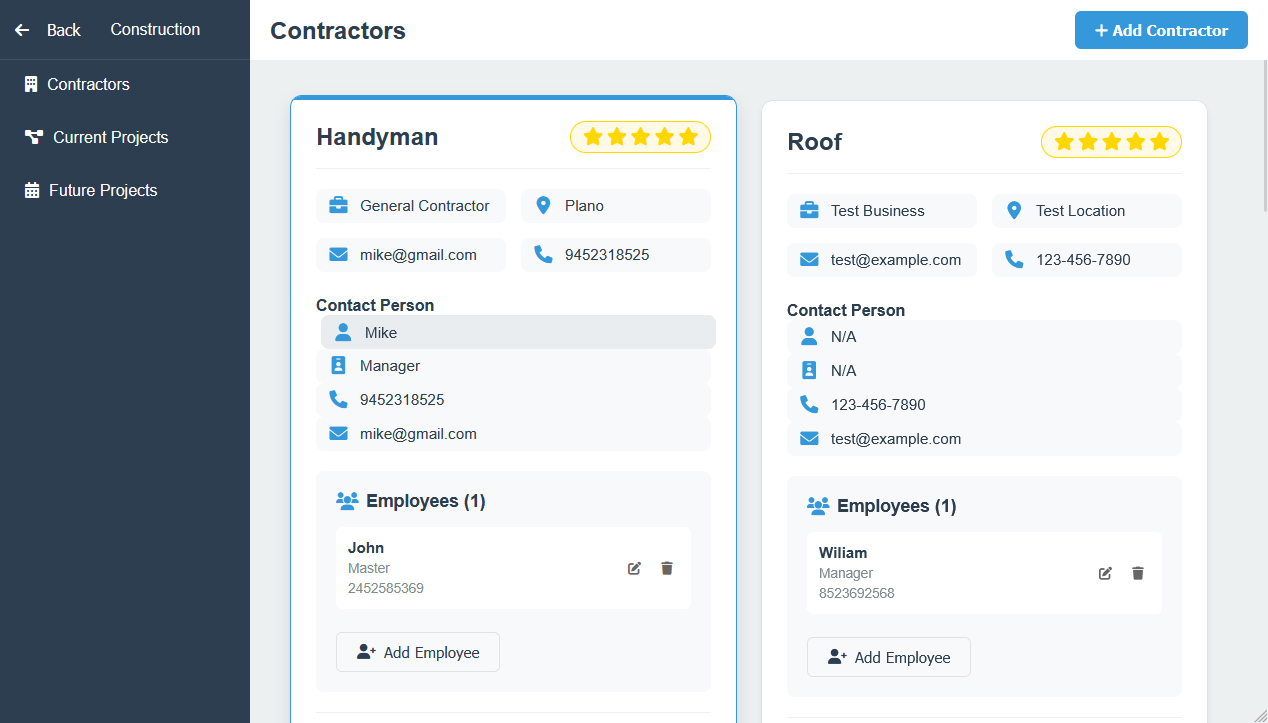 Back Construction
Contractors
Current Projects
Future Projects
Contractors
+ Add Contractor
Handyman
General Contractor
Plano
mike@gmail.com
9452318525
Contact Person
Mike
Manager
9452318525
mike@gmail.com
Employees (1)
John
Master
2452585369
Add Employee
Roof
Test Business
Test Location
test@example.com
123-456-7890
Contact Person
N/A
N/A
123-456-7890
test@example.com
Employees (1)
Wiliam
Manager
8523692568
Add Employee